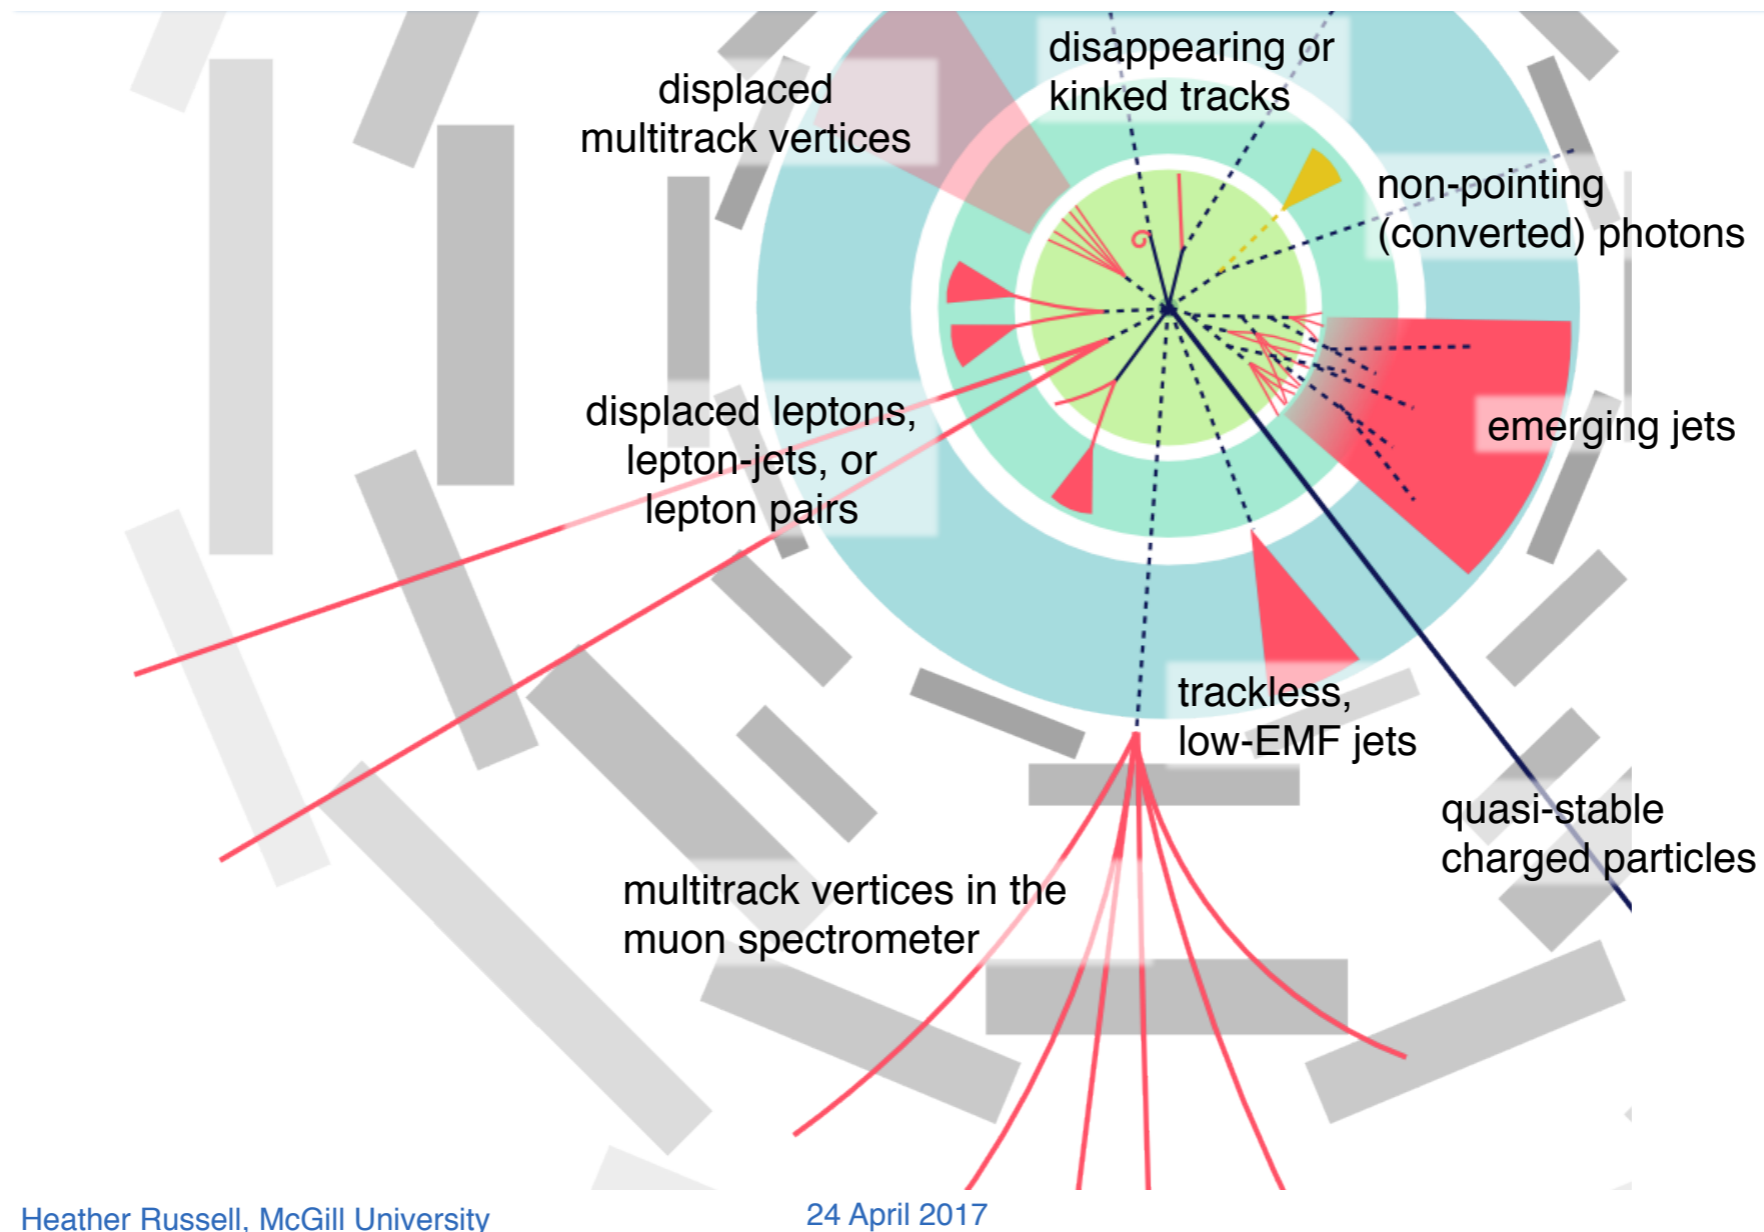 disappearing or
kinked tracks
displaced
multitrack vertices
non-pointing
(converted) photons
displaced leptons,
lepton-jets, or
lepton pairs
emerging jets
trackless,
low-EMF jets
quasi-stable
charged particles
multitrack vertices in the
muon spectrometer
Heather Russell, McGill University
24 April 2017